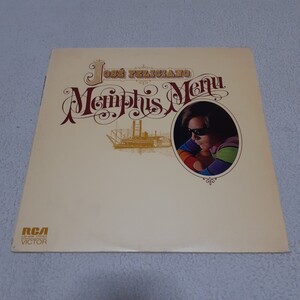 José Feliciano
Memphis Menu
RCA
VICTOR